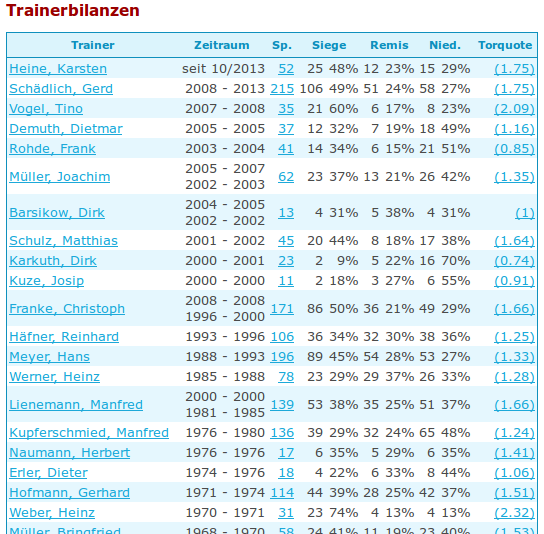 Trainerbilanzen
Trainer Zeitraum Sp. Siege Remis Nied. Torquote
Heine, Karsten seit 10/2013 52 25 48% 12 23% 15 29% (1.75)
Schädlich, Gerd 2008 - 2013 215 106 49% 51 24% 58 27% (1.75)
Vogel, Tino 2007 - 2008 35 21 60% 6 17% 8 23% (2.09)
Demuth, Dietmar 2005 - 2005 37 12 32% 7 19% 18 49% (1.16)
Rohde, Frank 2003 - 2004 41 14 34% 6 15% 21 51% (0.85)
Müller, Joachim 2005 - 2007
2002 - 2003 62 23 37% 13 21% 26 42% (1.35)
Barsikow, Dirk 2004 - 2005
2002 - 2002 13 4 31% 5 38% 4 31% (1)
Schulz, Matthias 2001 - 2002 45 20 44% 8 18% 17 38% (1.64)
Karkuth, Dirk 2000 - 2001 23 2 9% 5 22% 16 70% (0.74)
Kuze, Josip 2000 - 2000 11 2 18% 3 27% 6 55% (0.91)
Franke, Christoph 2008 - 2008
1996 - 2000 171 86 50% 36 21% 49 29% (1.66)
Häfner, Reinhard 1993 - 1996 106 36 34% 32 30% 38 36% (1.25)
Meyer, Hans 1988 - 1993 196 89 45% 54 28% 53 27% (1.33)
Werner, Heinz 1985 - 1988 78 23 29% 29 37% 26 33% (1.28)
Lienemann, Manfred 2000 - 2000
1981 - 1985 139 53 38% 35 25% 51 37% (1.66)
Kupferschmied, Manfred 1976 - 1980 136 39 29% 32 24% 65 48% (1.24)
Naumann, Herbert 1976 - 1976 17 6 35% 5 29% 6 35% (1.41)
Erler, Dieter 1974 - 1976 18 4 22% 6 33% 8 44% (1.06)
Hofmann, Gerhard 1971 - 1974 114 44 39% 28 25% 42 37% (1.51)
Weber, Heinz 1970 - 1971 31 23 74% 4 13% 4 13% (2.32)
Müller, Bringfried 1968 - 1970 58 24 41% 11 19% 23 40% (1.53)